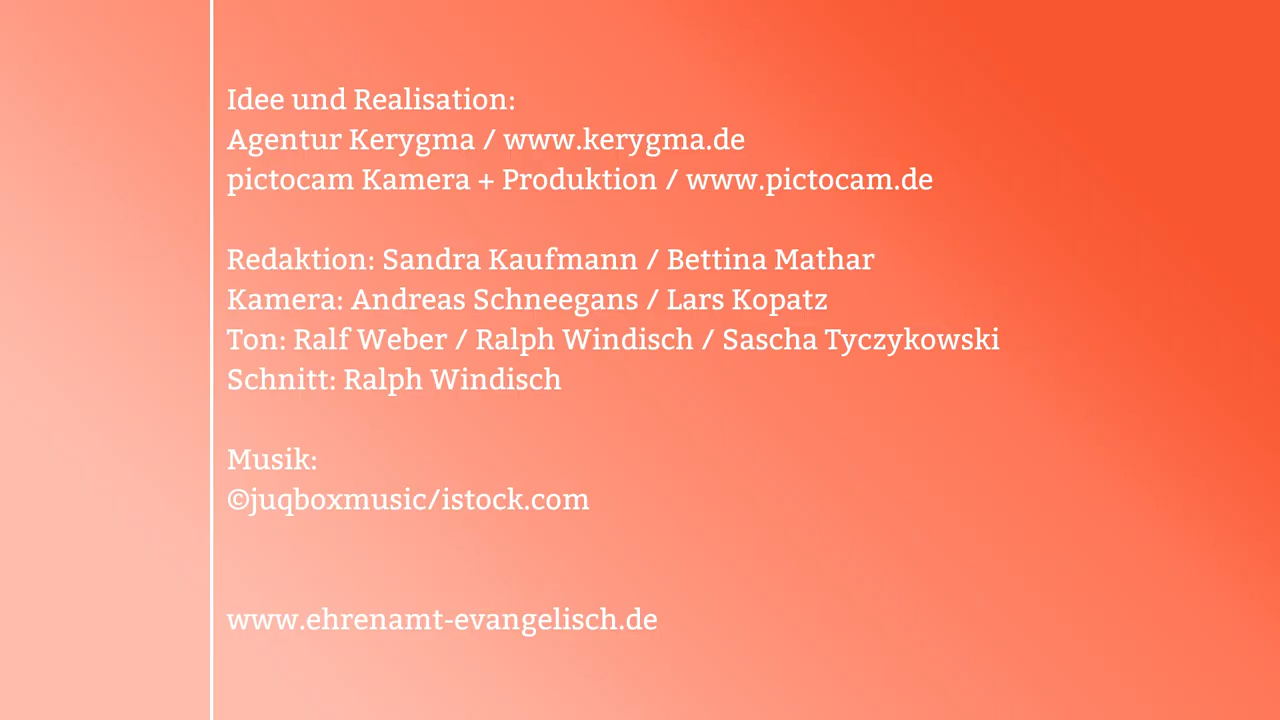 Idee und Realisation:
Agentur Kerygma / www.kerygma.de
pictocam Kamera + Produktion / www.pictocam.de
Redaktion: Sandra Kaufmann / Bettina Mathar
Kamera: Andreas Schneegans / Lars Kopatz
Ton: Ralf Weber / Ralph Windisch / Sascha Tyczykowski
Schnitt: Ralph Windisch
Musik:
©juqboxmusic/istock.com
www.ehrenamt-evangelisch.de